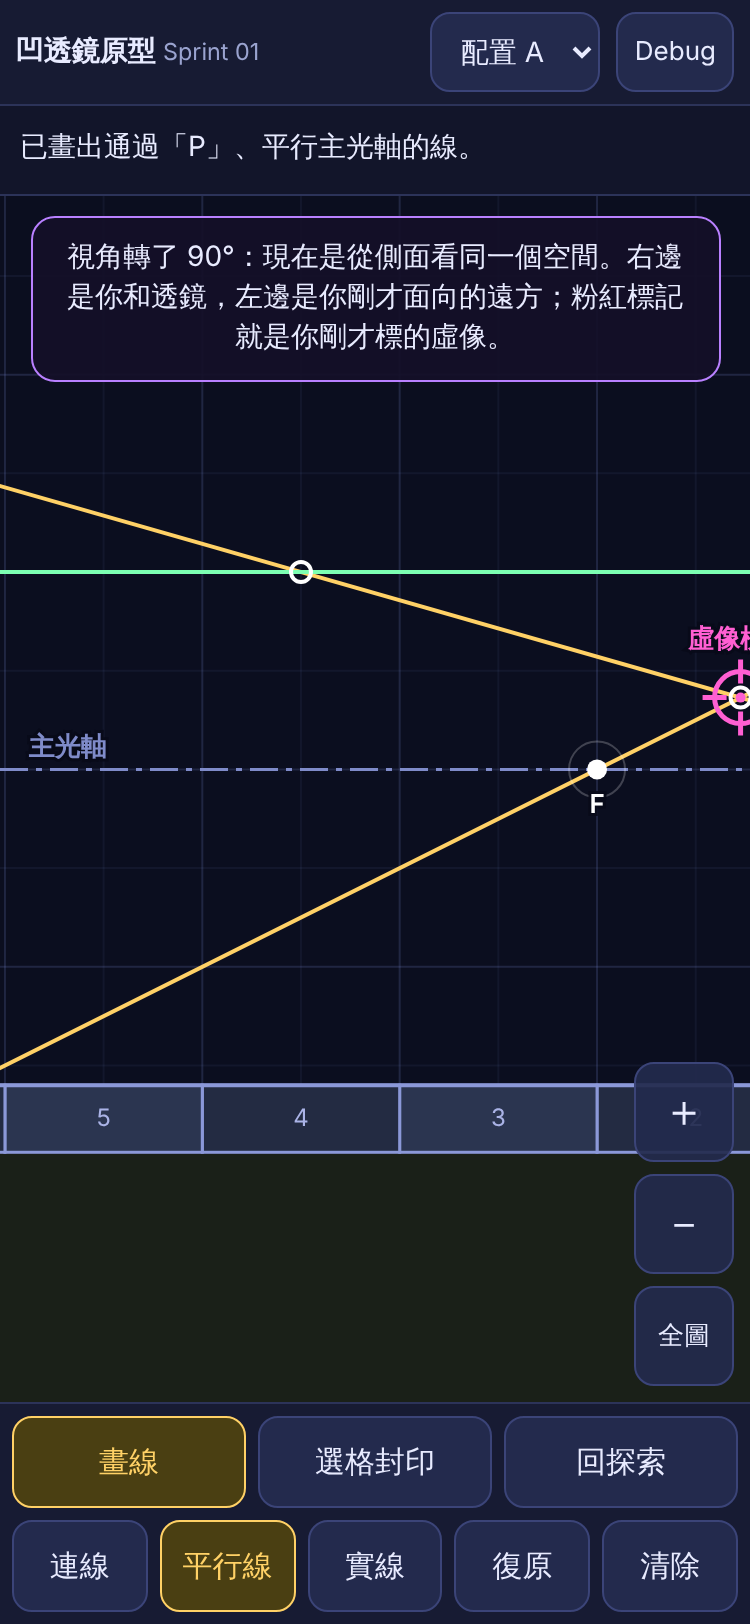 凹透鏡原型 Sprint 01
配置 A
Debug
已畫出通過「P」、平行主光軸的線。
視角轉了 90°：現在是從側面看同一個空間。右邊
是你和透鏡，左邊是你剛才面向的遠方；粉紅標記
就是你剛才標的虛像。
虛像
主光軸
F
5
4
3
2
+
−
全圖
畫線
選格封印
回探索
連線
平行線
實線
復原
清除